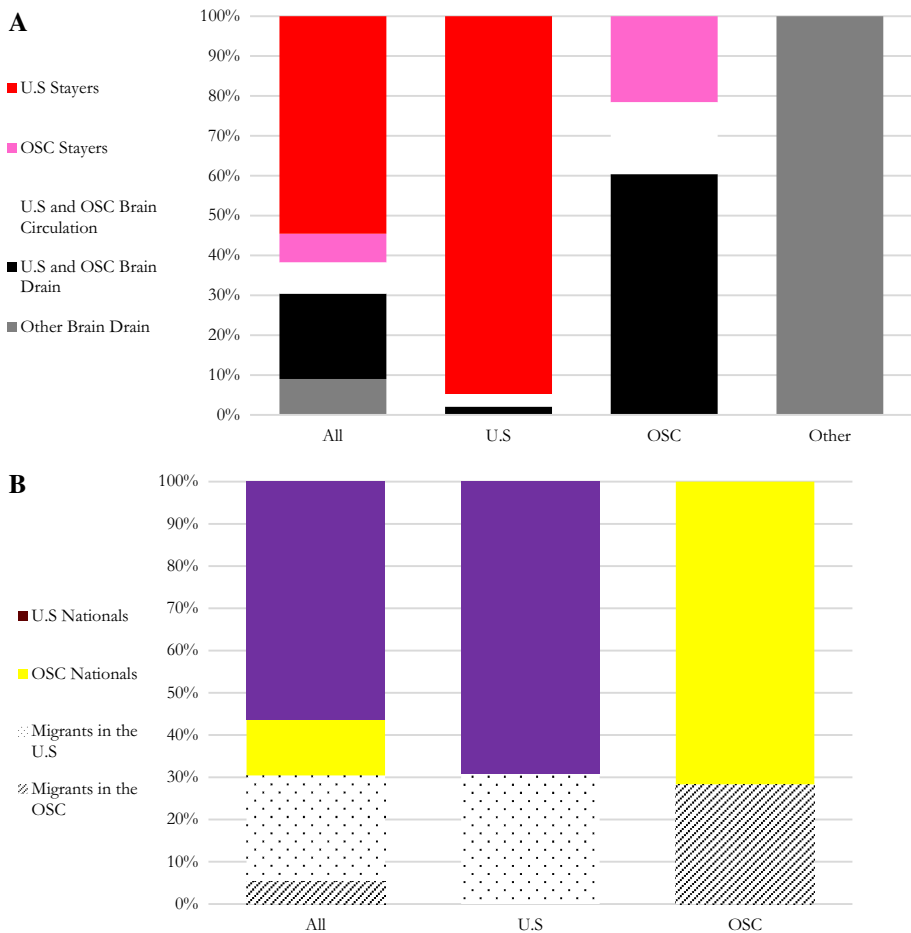 A
100%
90%
80%
70%
60%
50%
40%
30%
20%
10%
0%
All
U.S
OSC
Other
U.S Stayers
OSC Stayers
U.S and OSC Brain
Circulation
U.S and OSC Brain
Drain
Other Brain Drain
B
100%
90%
80%
70%
60%
50%
40%
30%
20%
10%
0%
All
U.S
OSC
U.S Nationals
OSC Nationals
Migrants in the
U.S
Migrants in the
OSC